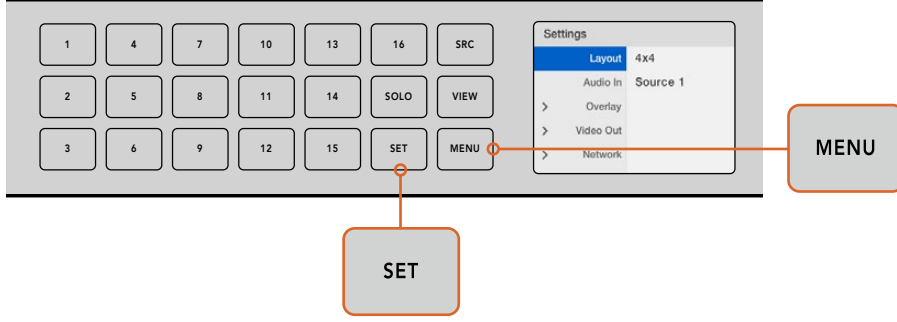 1 4 7 10 13 16 SRC
2 5 8 11 14 SOLO VIEW
3 6 9 12 15 SET MENU
Settings
Layout 4x4
Audio In Source 1
> Overlay
> Video Out
> Network
MENU
SET